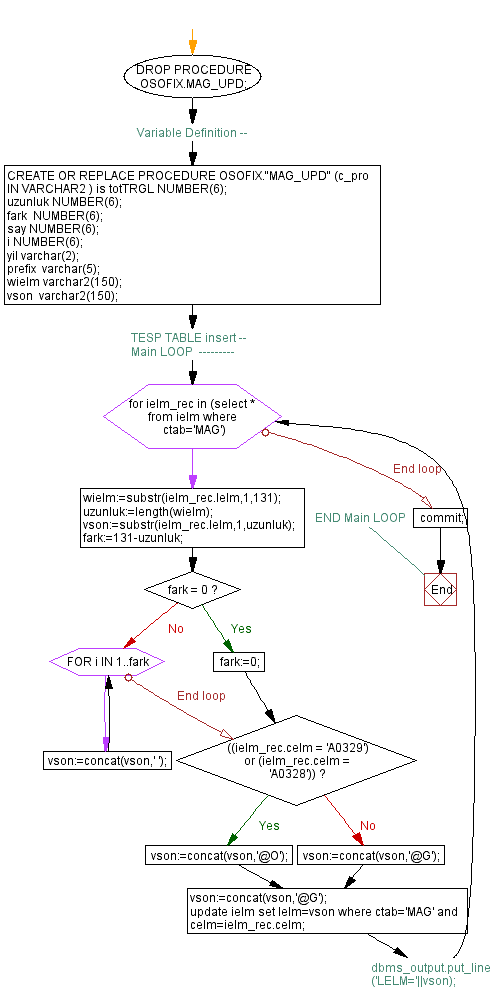 DROP PROCEDURE
OSOFIX.MAG_UPD;
Variable Definition --
CREATE OR REPLACE PROCEDURE OSOFIX."MAG_UPD" (c_pro
IN VARCHAR2 ) is totTRGL NUMBER(6);
uzunluk NUMBER(6);
fark  NUMBER(6);
say NUMBER(6);
i NUMBER(6);
yil varchar(2);
prefix  varchar(5);
wielm varchar2(150);
vson  varchar2(150);
TESP TABLE insert --
Main LOOP  ---------
for ielm_rec in (select *
from ielm where
ctab='MAG')
End loop
wielm:=substr(ielm_rec.lelm,1,131);
uzunluk:=length(wielm);
vson:=substr(ielm_rec.lelm,1,uzunluk);
fark:=131-uzunluk;
END Main LOOP
commit;
End
fark = 0 ?
No
Yes
FOR i IN 1..fark
fark:=0;
End loop
vson:=concat(vson,' ');
((ielm_rec.celm = 'A0329')
or (ielm_rec.celm =
'A0328')) ?
Yes
No
vson:=concat(vson,'@O');
vson:=concat(vson,'@G');
vson:=concat(vson,'@G');
update ielm set lelm=vson where ctab='MAG' and
celm=ielm_rec.celm;
dbms_output.put_line
('LELM='||vson);